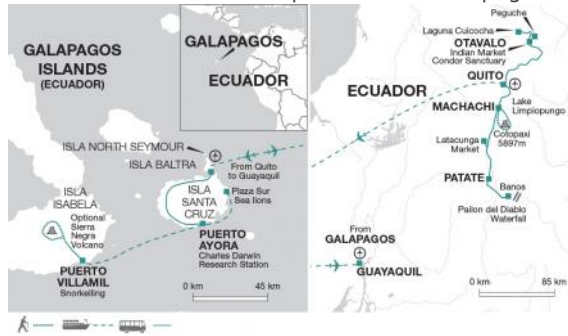 GALAPAGOS
ISLANDS
(ECUADOR)
GALAPAGOS
ECUADOR
ISLA NORTH SEYMOUR
ISLA BALTRA
From Quito
to Guayaquil
ISLA
SANTA
CRUZ
Plaza Sur
Sea lions
ISLA
ISABELA
Optional
Sierra
Negra
Volcano
PUERTO
AYORA
Charles Darwin
Research Station
PUERTO
VILLAMIL
Snorkelling
0 km 45 km
Peguche
Laguna Cuicocha
OTAVALO
Indian Market
Condor Sanctuary
QUITO
ECUADOR
MACHACHI
Lake
Limpiopungo
Cotopaxi
5897m
Latacunga
Market
PATATE
Banos
Pailon del Diablo
Waterfall
From
GALAPAGOS
GUAYAQUIL
0 km 85 km